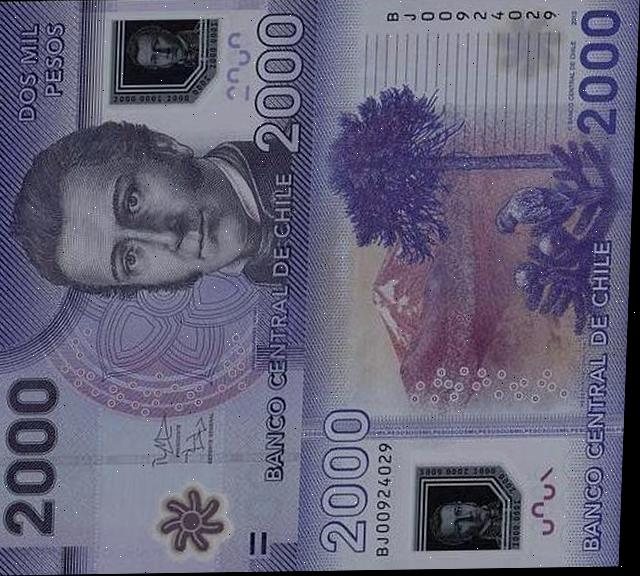 DOS MIL
PESOS
2000
2000
BANCO CENTRAL DE CHILE
2000
BJ00924029
BANCO CENTRAL DE CHILE
2000
2000
BJ00924029
BANCO CENTRAL DE CHILE